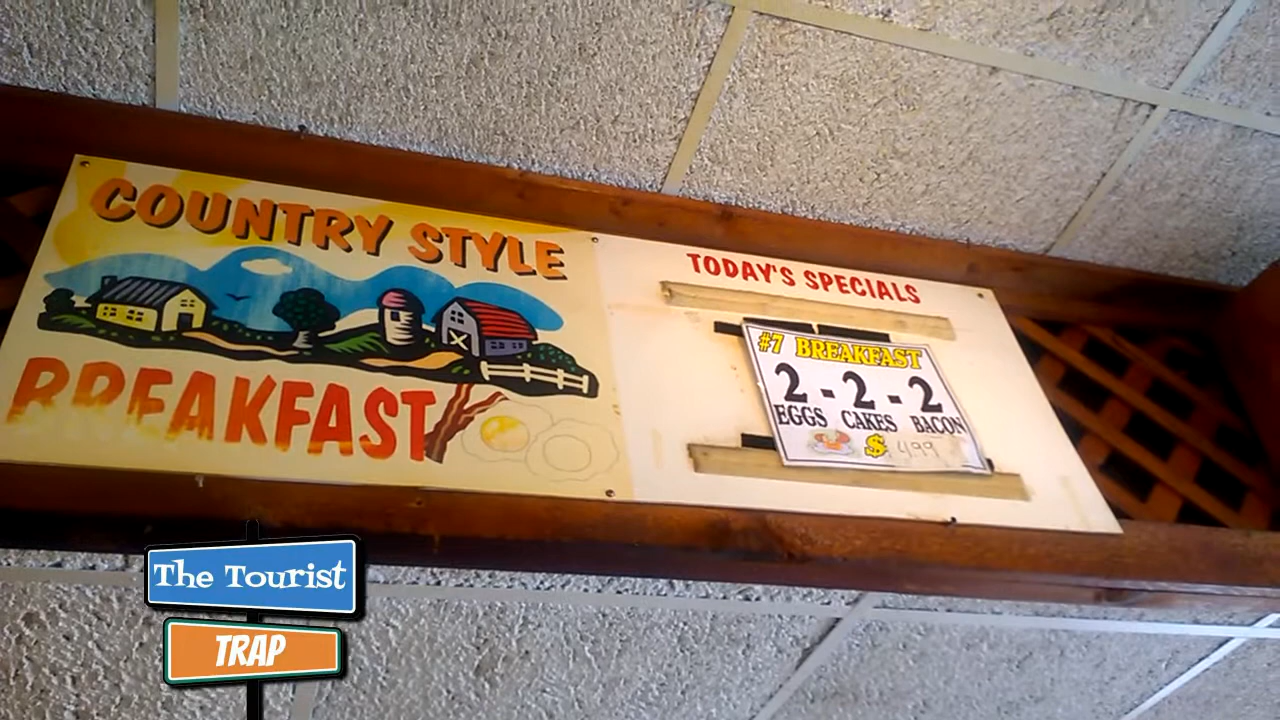 COUNTRY STYLE
BREAKFAST
TODAY'S SPECIALS
#7 BREAKFAST
2 - 2 - 2
EGGS CAKES BACON
$ 4.99
The Tourist
TRAP